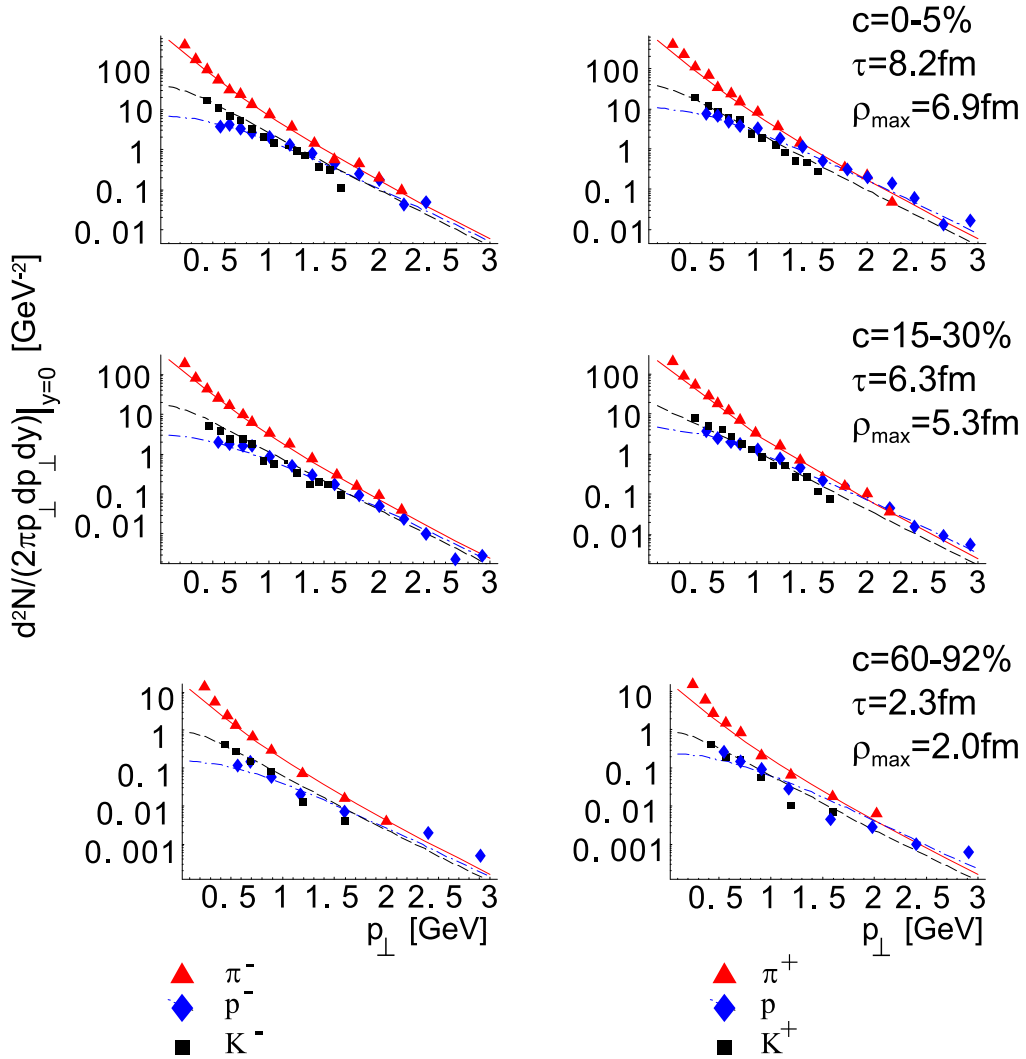 c=0-5%
τ=8.2fm
ρmax=6.9fm
100
10
1
0. 1
0. 01
0. 5 1 1. 5 2 2. 5 3
100
10
1
0. 1
0. 01
0. 5 1 1. 5 2 2. 5 3
d²N/(2πp⊥ dp⊥ dy)|y=0 [GeV⁻²]
c=15-30%
τ=6.3fm
ρmax=5.3fm
100
10
1
0. 1
0. 01
0. 5 1 1. 5 2 2. 5 3
100
10
1
0. 1
0. 01
0. 5 1 1. 5 2 2. 5 3
c=60-92%
τ=2.3fm
ρmax=2.0fm
10
1
0. 1
0. 01
0. 001
0. 5 1 1. 5 2 2. 5 3
p⊥ [GeV]
10
1
0. 1
0. 01
0. 001
0. 5 1 1. 5 2 2. 5 3
p⊥ [GeV]
π⁻
p⁻
K⁻
π⁺
p
K⁺